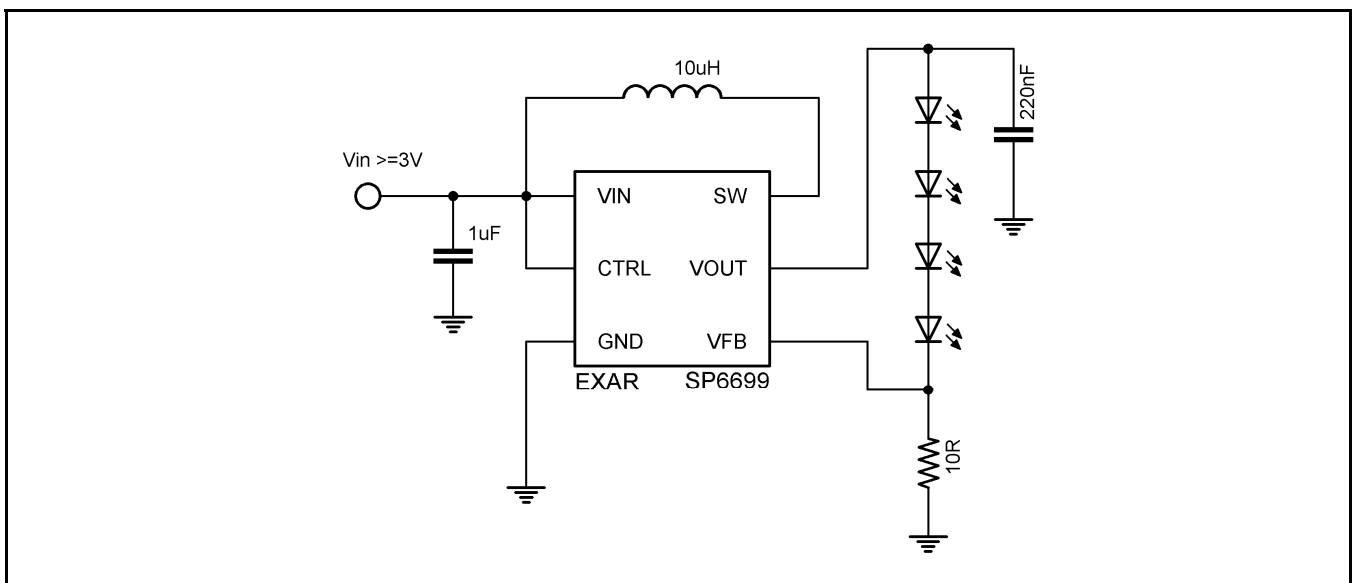 10uH
220nF
Vin >=3V
VIN
SW
1uF
CTRL
VOUT
GND
VFB
EXAR
SP6699
10R